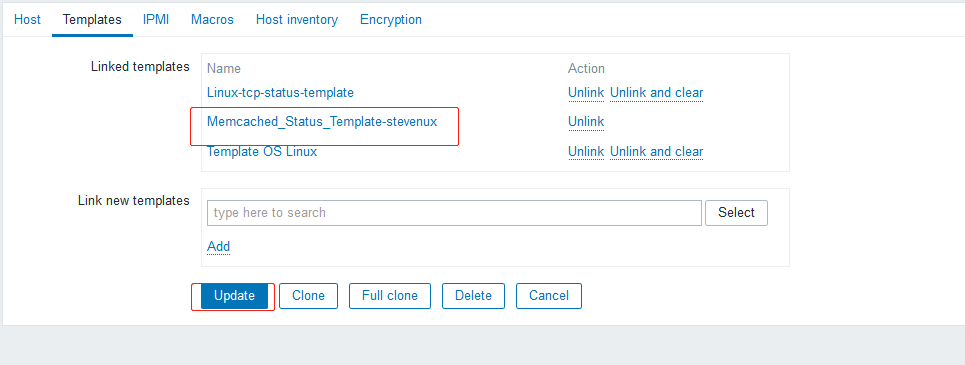 Host Templates IPMI Macros Host inventory Encryption
Linked templates Name Action
Linux-tcp-status-template Unlink Unlink and clear
Memcached_Status_Template-stevenux Unlink
Template OS Linux Unlink Unlink and clear
Link new templates type here to search Select
Add
Update Clone Full clone Delete Cancel